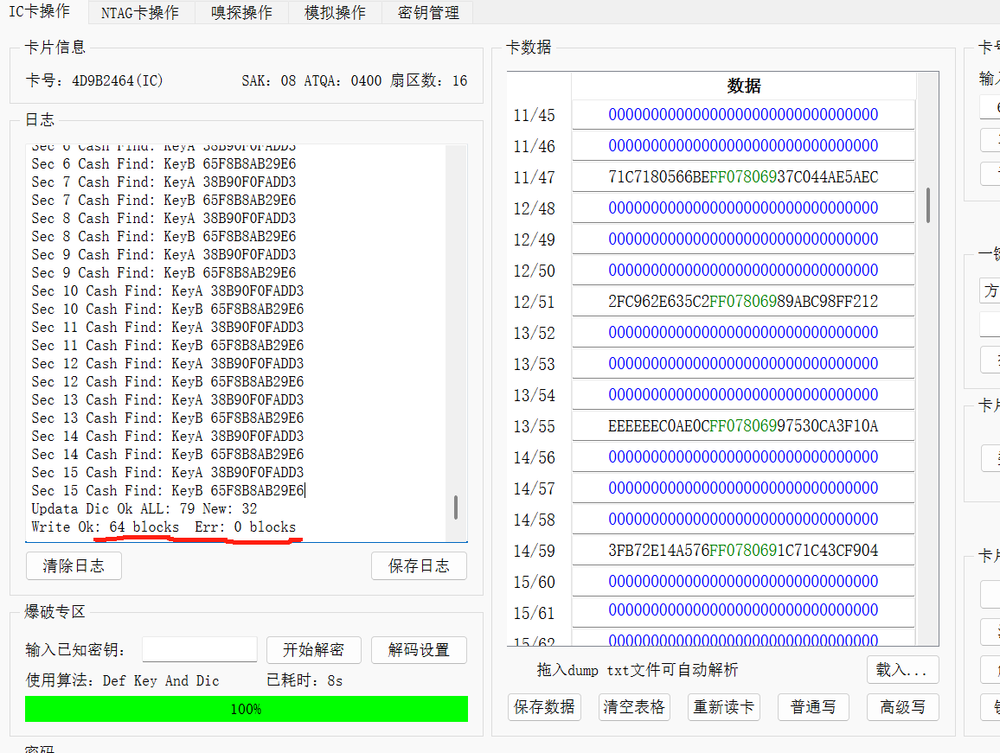 IC卡操作 NTAG卡操作 嗅探操作 模拟操作 密钥管理
卡片信息
卡号: 4D9B2464(IC) SAK: 08 ATQA: 0400 扇区数: 16
日志
Sec 6 Cash Find: KeyA 38B90F0FADD3
Sec 6 Cash Find: KeyB 65F8B8AB29E6
Sec 7 Cash Find: KeyA 38B90F0FADD3
Sec 7 Cash Find: KeyB 65F8B8AB29E6
Sec 8 Cash Find: KeyA 38B90F0FADD3
Sec 8 Cash Find: KeyB 65F8B8AB29E6
Sec 9 Cash Find: KeyA 38B90F0FADD3
Sec 9 Cash Find: KeyB 65F8B8AB29E6
Sec 10 Cash Find: KeyA 38B90F0FADD3
Sec 10 Cash Find: KeyB 65F8B8AB29E6
Sec 11 Cash Find: KeyA 38B90F0FADD3
Sec 11 Cash Find: KeyB 65F8B8AB29E6
Sec 12 Cash Find: KeyA 38B90F0FADD3
Sec 12 Cash Find: KeyB 65F8B8AB29E6
Sec 13 Cash Find: KeyA 38B90F0FADD3
Sec 13 Cash Find: KeyB 65F8B8AB29E6
Sec 14 Cash Find: KeyA 38B90F0FADD3
Sec 14 Cash Find: KeyB 65F8B8AB29E6
Sec 15 Cash Find: KeyA 38B90F0FADD3
Sec 15 Cash Find: KeyB 65F8B8AB29E6
Updata Dic Ok ALL: 79 New: 32
Write Ok: 64 blocks Err: 0 blocks
清除日志 保存日志
爆破专区
输入已知密钥: 开始解密 解码设置
使用算法: Def Key And Dic 已耗时: 8s
100%
密码
卡数据
数据
11/45 00000000000000000000000000000000
11/46 00000000000000000000000000000000
11/47 71C7180566BEFF07806937C044AE5AEC
12/48 00000000000000000000000000000000
12/49 00000000000000000000000000000000
12/50 00000000000000000000000000000000
12/51 2FC962E635C2FF07806989ABC98FF212
13/52 00000000000000000000000000000000
13/53 00000000000000000000000000000000
13/54 00000000000000000000000000000000
13/55 EEEEEEC0AE0CFF07806997530CA3F10A
14/56 00000000000000000000000000000000
14/57 00000000000000000000000000000000
14/58 00000000000000000000000000000000
14/59 3FB72E14A576FF0780691C71C43CF904
15/60 00000000000000000000000000000000
15/61 00000000000000000000000000000000
15/62 00000000000000000000000000000000
拖入dump txt文件可自动解析 载入...
保存数据 清空表格 重新读卡 普通写 高级写
卡号
输入
一键
方
卡片
卡片